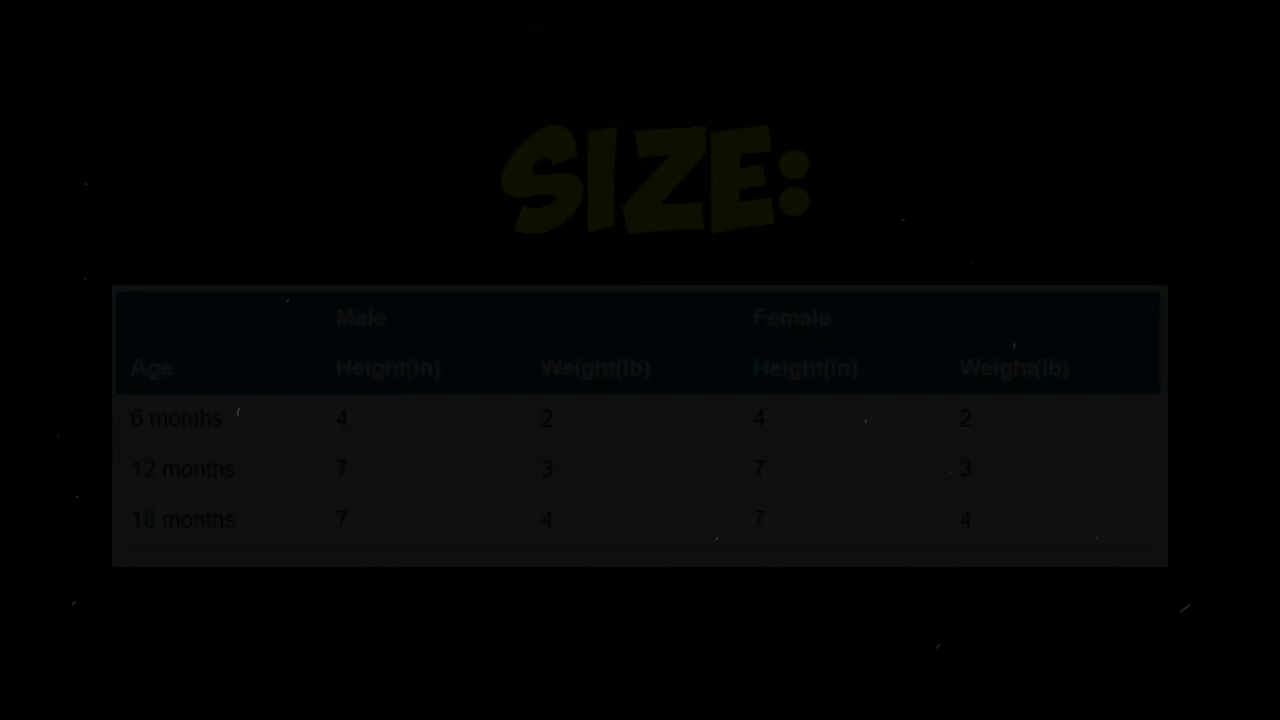 SIZE:
Male Female
Age Height(in) Weight(lb) Height(in) Weight(lb)
6 months 4 2 4 2
12 months 7 3 7 3
18 months 7 4 7 4